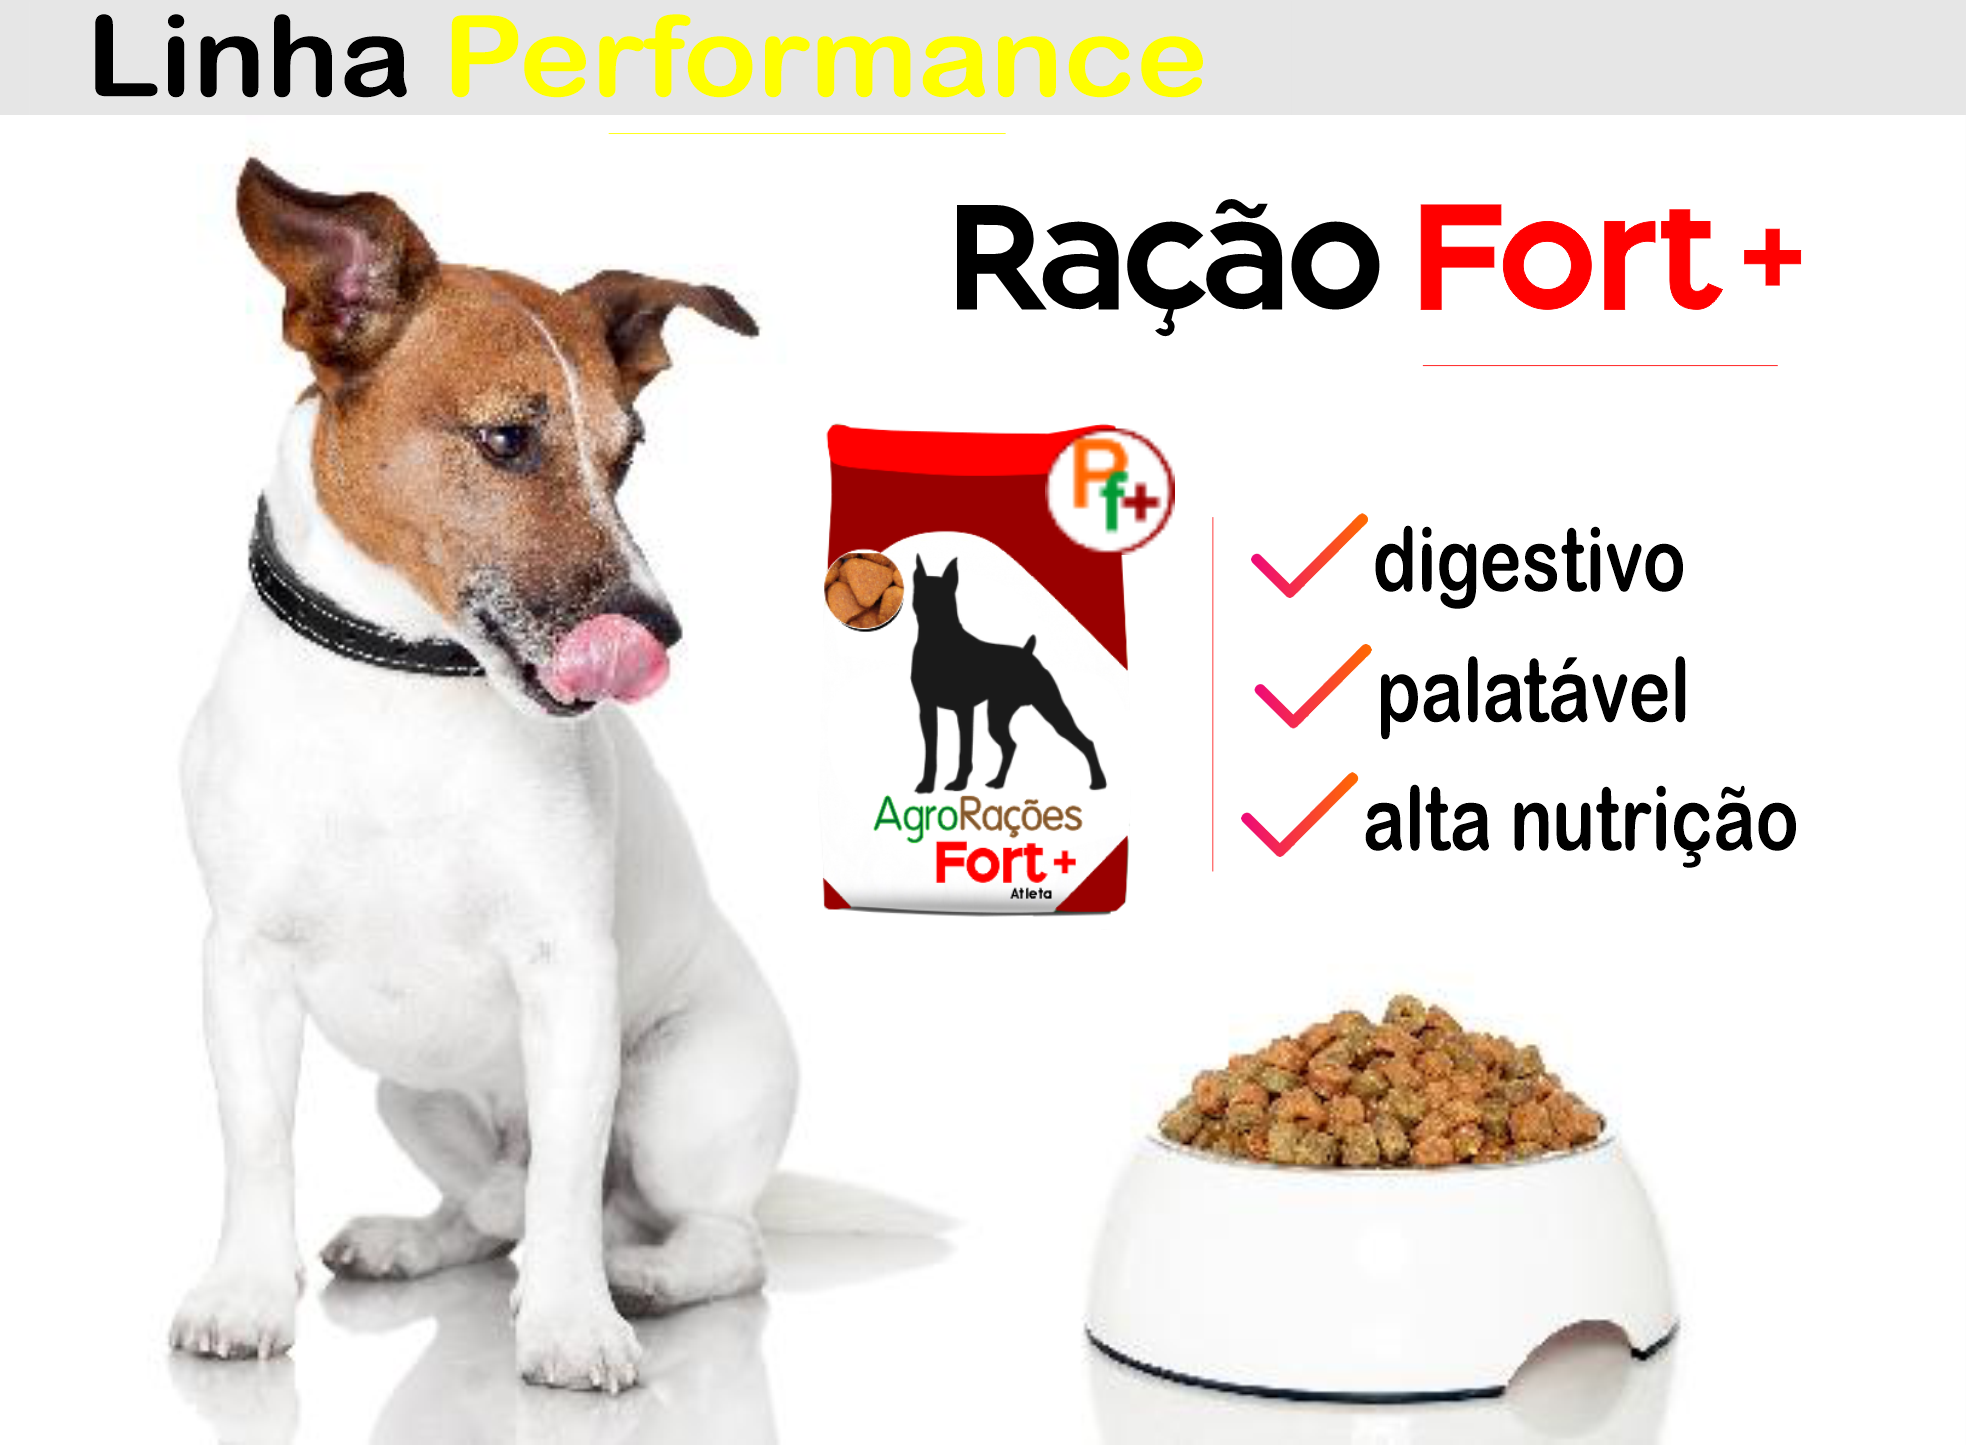 Linha Performance
Ração Fort +
Pf+
digestivo
palatável
alta nutrição
AgroRações
Fort +
Atleta